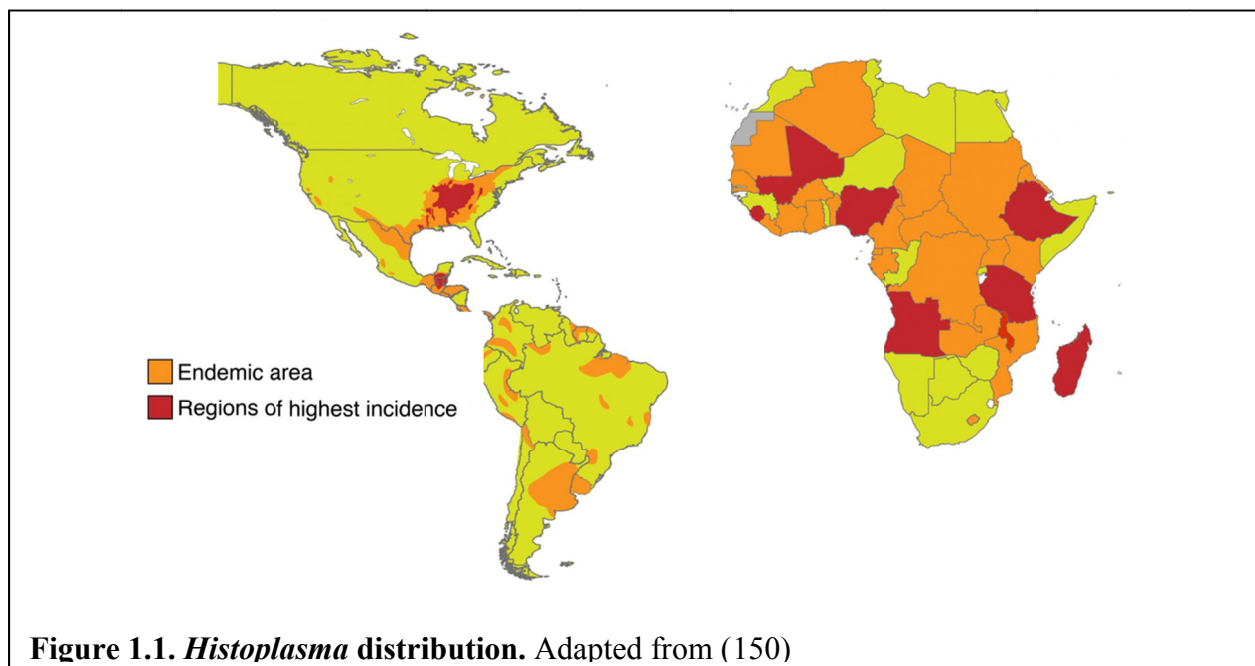 Endemic area
Regions of highest incidence
Figure 1.1. Histoplasma distribution. Adapted from (150)